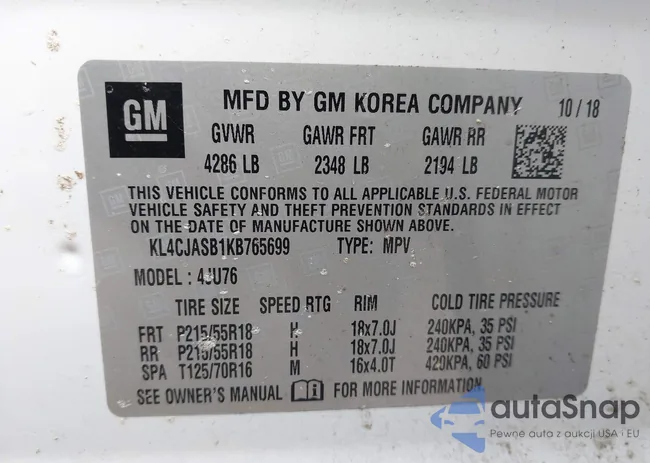 GM
MFD BY GM KOREA COMPANY 10/18
GVWR GAWR FRT GAWR RR
4286 LB 2348 LB 2194 LB
THIS VEHICLE CONFORMS TO ALL APPLICABLE U.S. FEDERAL MOTOR
VEHICLE SAFETY AND THEFT PREVENTION STANDARDS IN EFFECT
ON THE DATE OF MANUFACTURE SHOWN ABOVE.
KL4CJASB1KB765699 TYPE: MPV
MODEL: 4JU76
TIRE SIZE SPEED RTG RIM COLD TIRE PRESSURE
FRT P215/55R18 H 18x7.0J 240KPA, 35 PSI
RR P215/55R18 H 18x7.0J 240KPA, 35 PSI
SPA T125/70R16 M 16x4.0T 420KPA, 60 PSI
SEE OWNER'S MANUAL FOR MORE INFORMATION.
autaSnap
Pewne auta z aukcji USA i EU